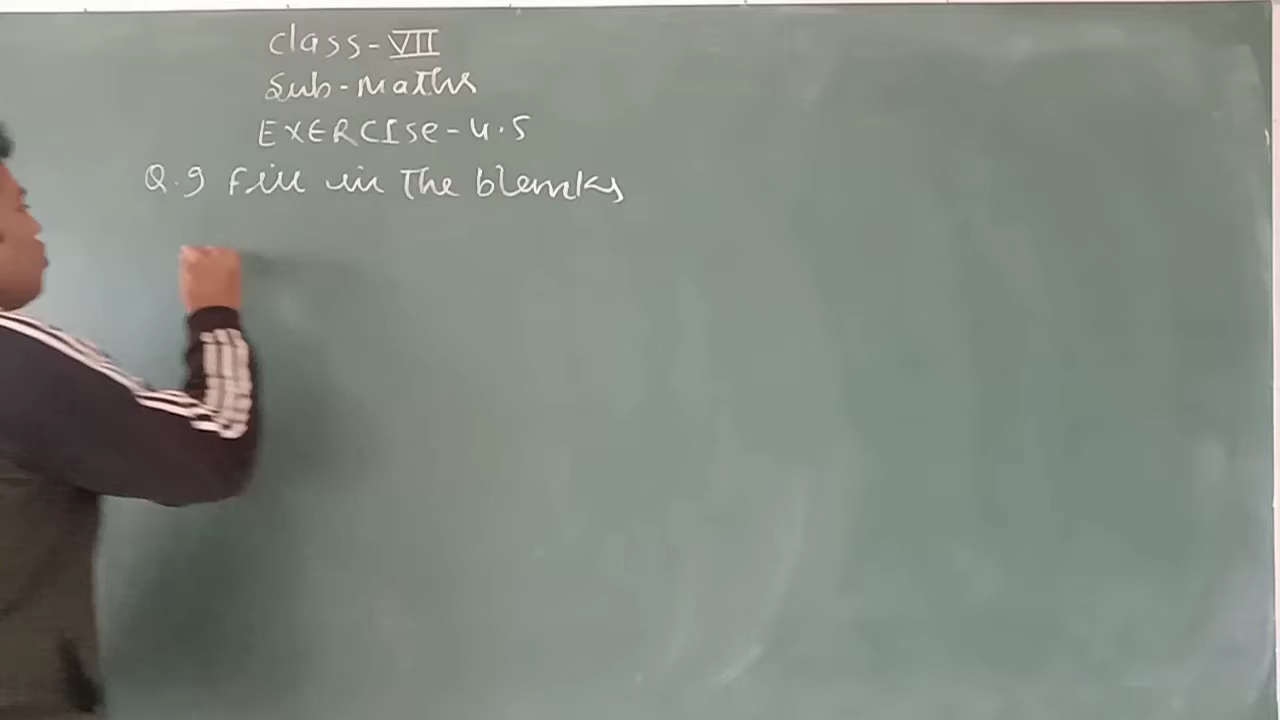 Class-VII
Sub-Maths
EXERCISe-4.5
Q.9 Fill in The blanks